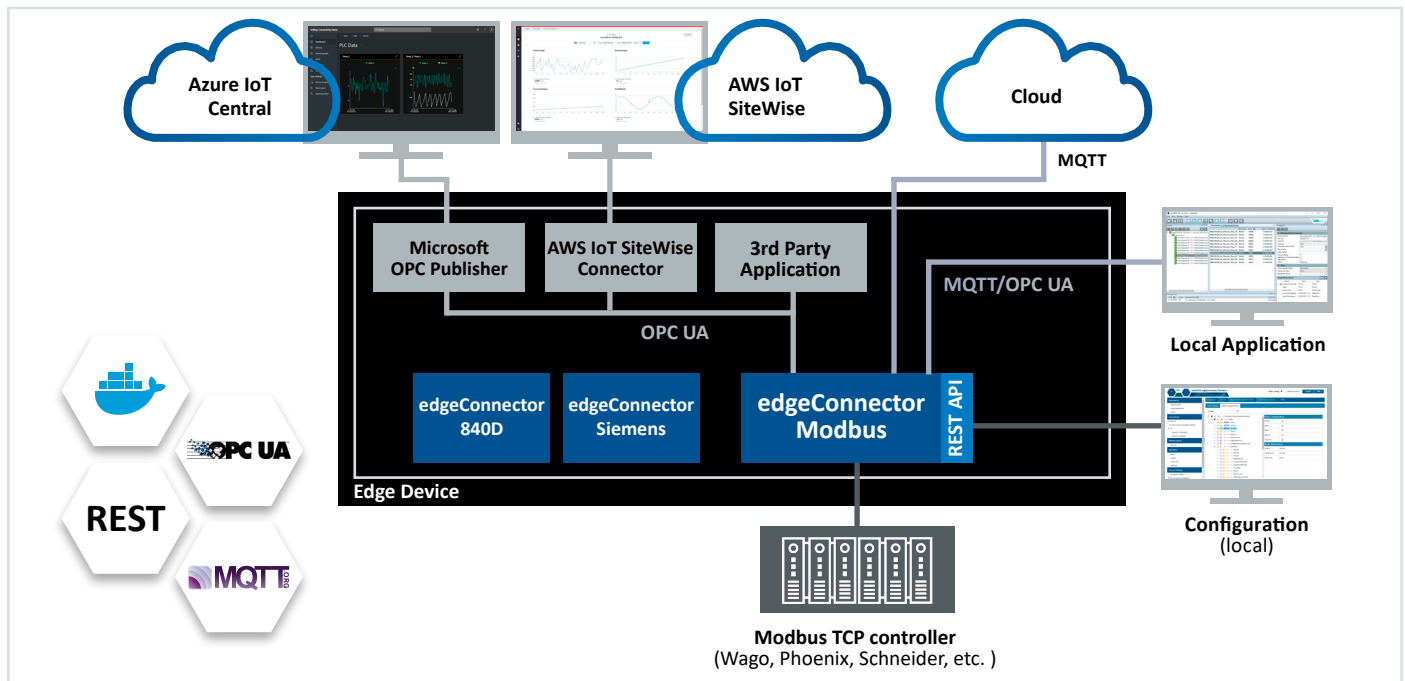 Azure IoT
Central
PLC Data
AWS IoT
SiteWise
Cloud
MQTT
Microsoft
OPC Publisher
AWS IoT SiteWise
Connector
3rd Party
Application
MQTT/OPC UA
OPC UA
Local Application
edgeConnector
840D
edgeConnector
Siemens
edgeConnector
Modbus
REST API
Edge Device
OPC UA
REST
MQTT
.ORG
Configuration
(local)
Modbus TCP controller
(Wago, Phoenix, Schneider, etc. )